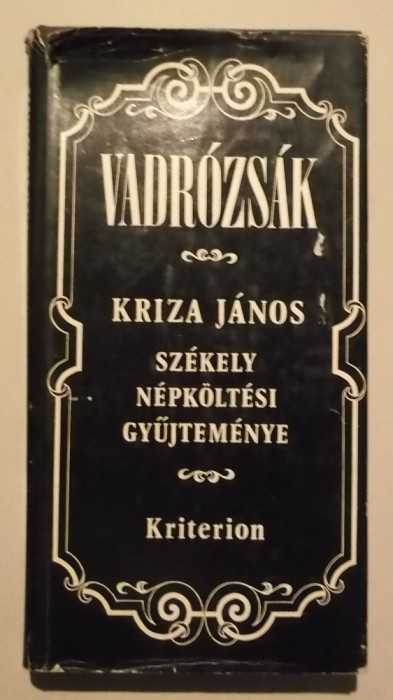 VADRÓZSÁK
KRIZA JÁNOS
SZÉKELY
NÉPKÖLTÉSI
GYŰJTEMÉNYE
Kriterion